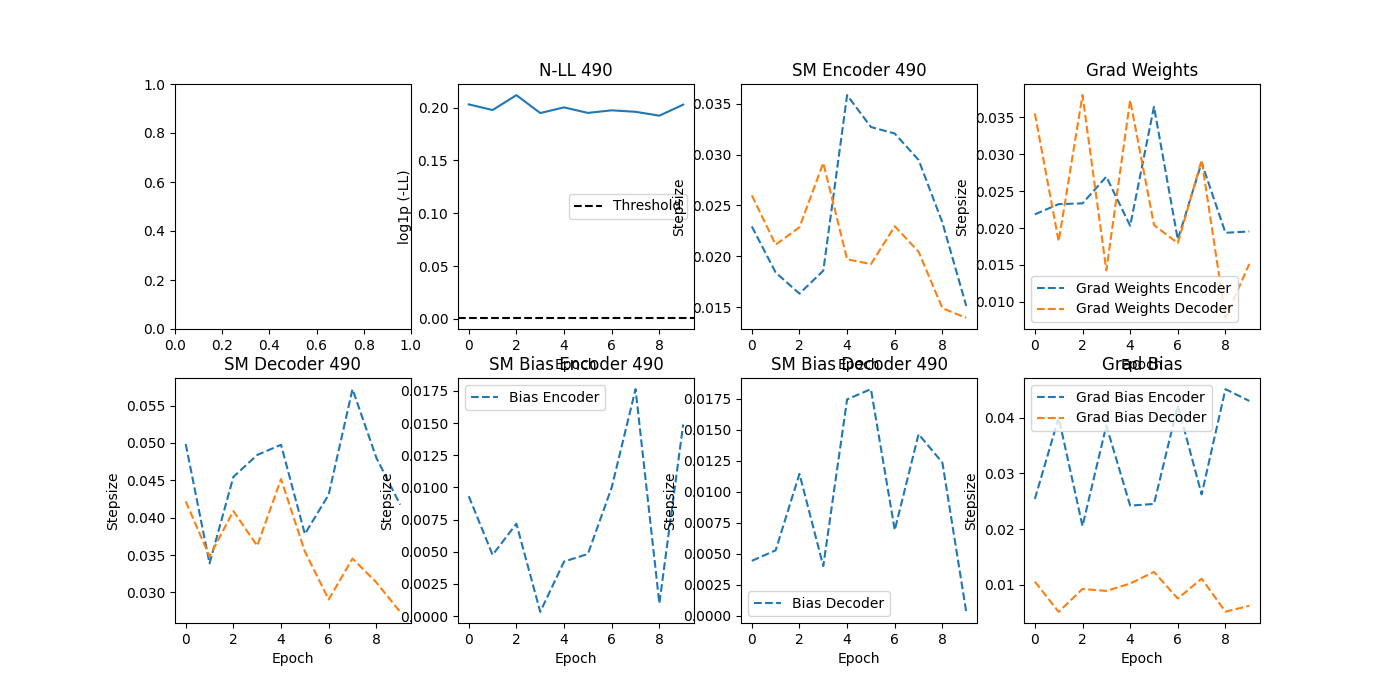 N-LL 490
SM Encoder 490
Grad Weights
1.0
0.8
0.6
0.4
0.2
0.0
0.0 0.2 0.4 0.6 0.8 1.0
log1p (-LL)
0.20
0.15
0.10
0.05
0.00
Threshold
0 2 4 6 8
Epoch
Stepsize
0.035
0.030
0.025
0.020
0.015
0 2 4 6 8
Epoch
Stepsize
0.035
0.030
0.025
0.020
0.015
0.010
Grad Weights Encoder
Grad Weights Decoder
0 2 4 6 8
Epoch
SM Decoder 490
SM Bias Encoder 490
SM Bias Decoder 490
Grad Bias
Stepsize
0.055
0.050
0.045
0.040
0.035
0.030
0 2 4 6 8
Epoch
Stepsize
0.0175
0.0150
0.0125
0.0100
0.0075
0.0050
0.0025
0.0000
Bias Encoder
0 2 4 6 8
Epoch
Stepsize
0.0175
0.0150
0.0125
0.0100
0.0075
0.0050
0.0025
0.0000
Bias Decoder
0 2 4 6 8
Epoch
Stepsize
0.04
0.03
0.02
0.01
Grad Bias Encoder
Grad Bias Decoder
0 2 4 6 8
Epoch